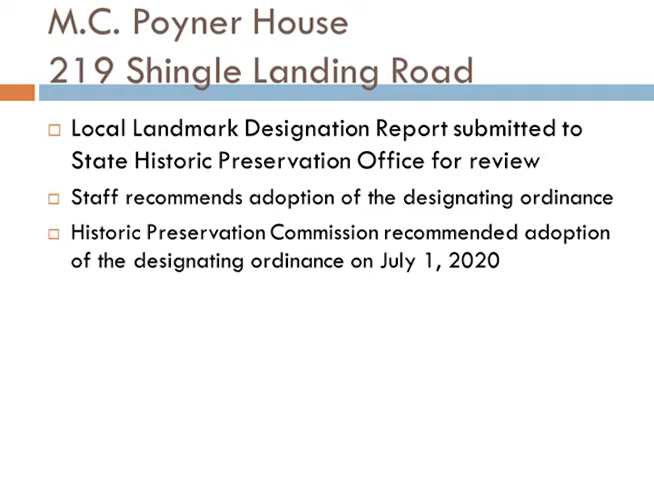 M.C. Poyner House
219 Shingle Landing Road
Local Landmark Designation Report submitted to
State Historic Preservation Office for review
Staff recommends adoption of the designating ordinance
Historic Preservation Commission recommended adoption
of the designating ordinance on July 1, 2020